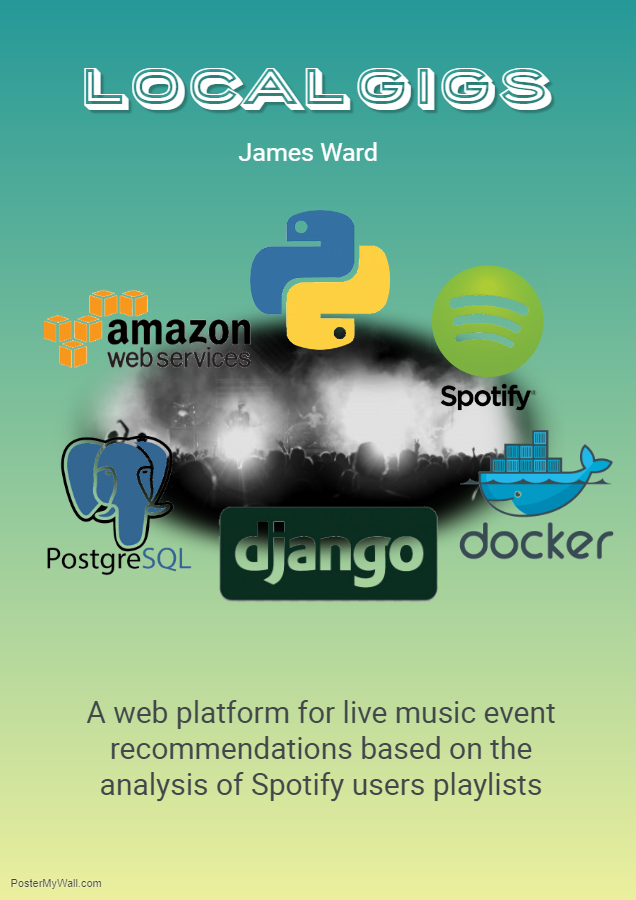 LOCALGIGS
James Ward
amazon
web services
Spotify®
PostgreSQL
django
docker
A web platform for live music event
recommendations based on the
analysis of Spotify users playlists
PosterMyWall.com